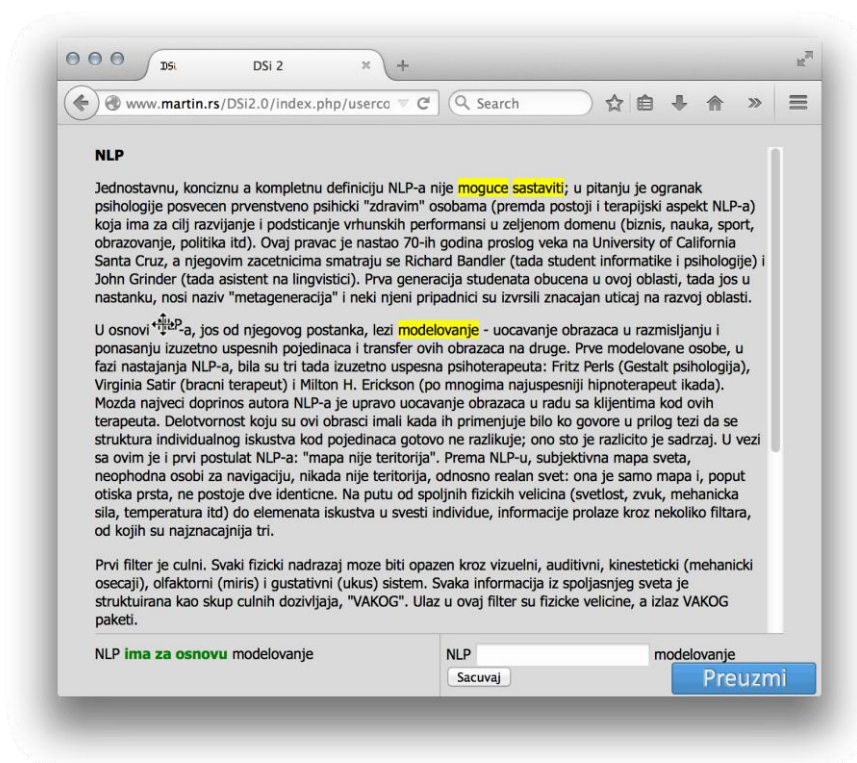 DSi DSi 2
www.martin.rs/DSi2.0/index.php/userco Search
NLP
Jednostavnu, konciznu a kompletnu definiciju NLP-a nije moguce sastaviti; u pitanju je ogranak
psihologije posvecen prvenstveno psihicki "zdravim" osobama (premda postoji i terapijski aspekt NLP-a)
koja ima za cilj razvijanje i podsticanje vrhunskih performansi u zeljenom domenu (biznis, nauka, sport,
obrazovanje, politika itd). Ovaj pravac je nastao 70-ih godina proslog veka na University of California
Santa Cruz, a njegovim zacetnicima smatraju se Richard Bandler (tada student informatike i psihologije) i
John Grinder (tada asistent na lingvistici). Prva generacija studenata obucena u ovoj oblasti, tada jos u
nastanku, nosi naziv "metageneracija" i neki njeni pripadnici su izvrsili znacajan uticaj na razvoj oblasti.
U osnovi P-a, jos od njegovog postanka, lezi modelovanje - uocavanje obrazaca u razmisljanju i
ponasanju izuzetno uspesnih pojedinaca i transfer ovih obrazaca na druge. Prve modelovane osobe, u
fazi nastajanja NLP-a, bila su tri tada izuzetno uspesna psihoterapeuta: Fritz Perls (Gestalt psihologija),
Virginia Satir (bracni terapeut) i Milton H. Erickson (po mnogima najuspesniji hipnoterapeut ikada).
Mozda najveci doprinos autora NLP-a je upravo uocavanje obrazaca u radu sa klijentima kod ovih
terapeuta. Delotvornost koju su ovi obrasci imali kada ih primenjuje bilo ko govore u prilog tezi da se
struktura individualnog iskustva kod pojedinaca gotovo ne razlikuje; ono sto je razlicito je sadrzaj. U vezi
sa ovim je i prvi postulat NLP-a: "mapa nije teritorija". Prema NLP-u, subjektivna mapa sveta,
neophodna osobi za navigaciju, nikada nije teritorija, odnosno realan svet: ona je samo mapa i, poput
otiska prsta, ne postoje dve identicne. Na putu od spoljnih fizickih velicina (svetlost, zvuk, mehanicka
sila, temperatura itd) do elemenata iskustva u svesti individue, informacije prolaze kroz nekoliko filtara,
od kojih su najznacajnija tri.
Prvi filter je culni. Svaki fizicki nadrazaj moze biti opazen kroz vizuelni, auditivni, kinesteticki (mehanicki
osecaji), olfaktorni (miris) i gustativni (ukus) sistem. Svaka informacija iz spoljasnjeg sveta je
struktuirana kao skup culnih dozivljaja, "VAKOG". Ulaz u ovaj filter su fizicke velicine, a izlaz VAKOG
paketi.
NLP ima za osnovu modelovanje NLP modelovanje
Sacuvaj
Preuzmi